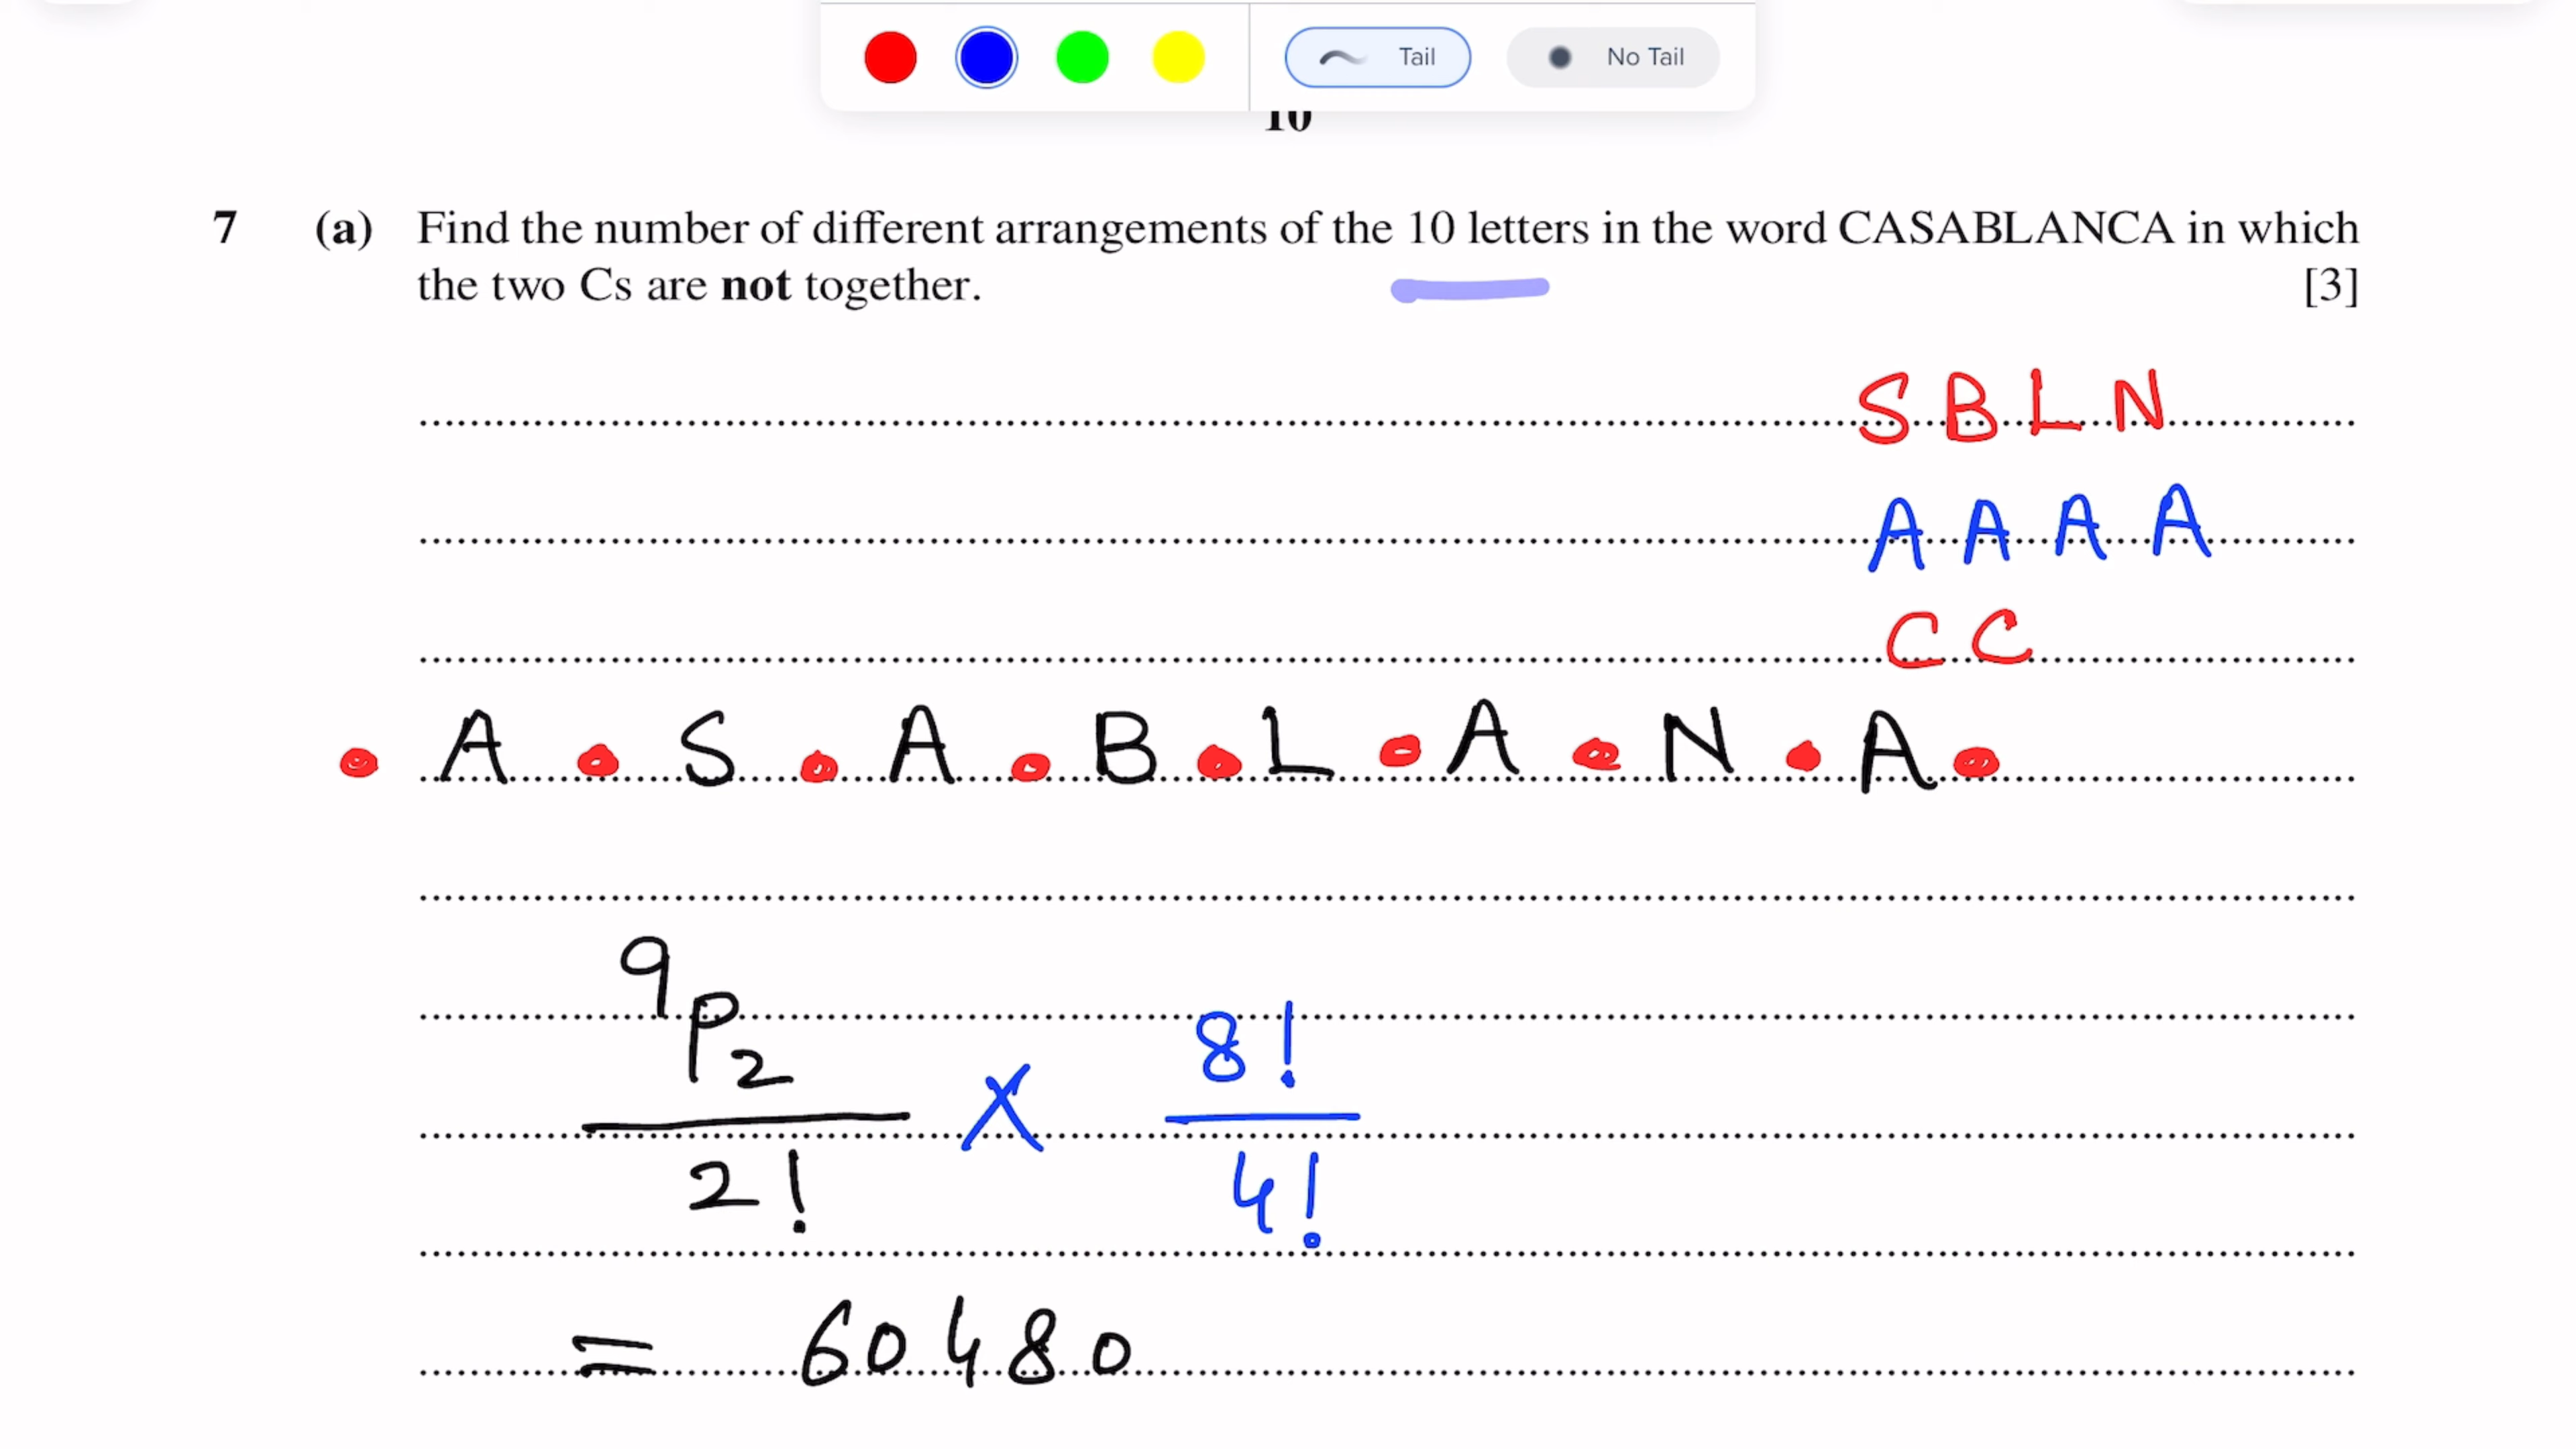 Tail No Tail
10
7 (a) Find the number of different arrangements of the 10 letters in the word CASABLANCA in which
the two Cs are not together. [3]
S B L N
A A A A
C C
A S A B L A N A
9P2 / 2! × 8! / 4!
= 60480